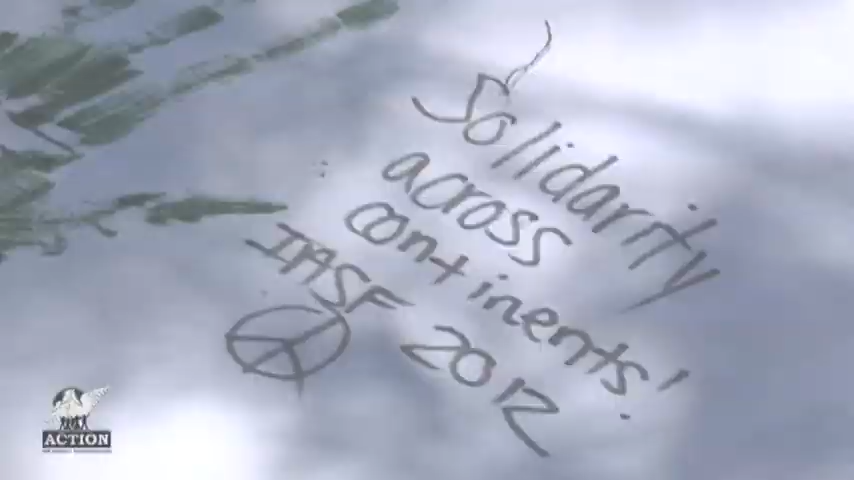 Solidarity
across
continents!
IASF 2012
ACTION